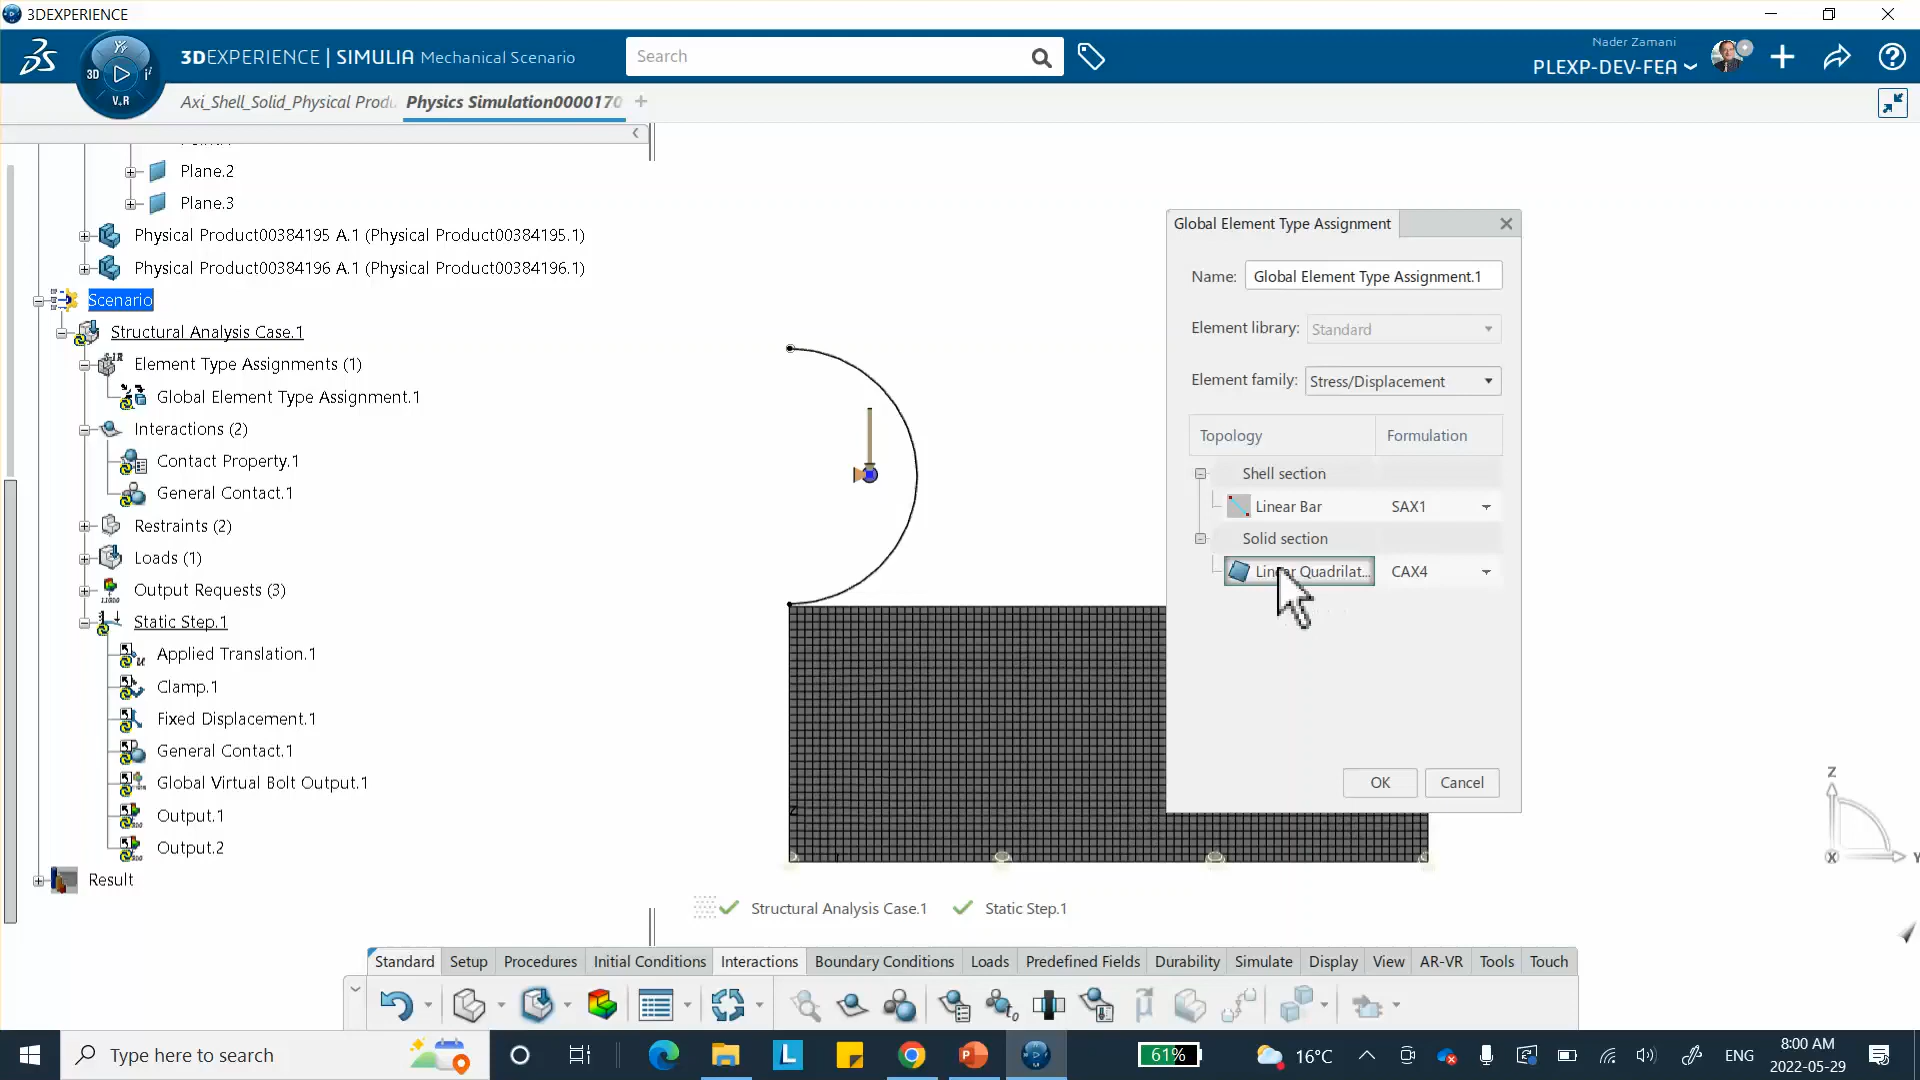 3DEXPERIENCE
3DEXPERIENCE | SIMULIA Mechanical Scenario
Search
Nader Zamani
PLEXP-DEV-FEA
3D
V.R
Axi_Shell_Solid_Physical Produ
Physics Simulation0000170
Plane.2
Plane.3
Physical Product00384195 A.1 (Physical Product00384195.1)
Physical Product00384196 A.1 (Physical Product00384196.1)
Scenario
Structural Analysis Case.1
Element Type Assignments (1)
Global Element Type Assignment.1
Interactions (2)
Contact Property.1
General Contact.1
Restraints (2)
Loads (1)
Output Requests (3)
Static Step.1
Applied Translation.1
Clamp.1
Fixed Displacement.1
General Contact.1
Global Virtual Bolt Output.1
Output.1
Output.2
Result
Global Element Type Assignment
Name: Global Element Type Assignment.1
Element library: Standard
Element family: Stress/Displacement
Topology Formulation
Shell section
Linear Bar SAX1
Solid section
Linear Quadrilat... CAX4
OK Cancel
Z
X Y
Structural Analysis Case.1 Static Step.1
Standard Setup Procedures Initial Conditions Interactions Boundary Conditions Loads Predefined Fields Durability Simulate Display View AR-VR Tools Touch
Type here to search
61%
16°C
ENG
8:00 AM
2022-05-29